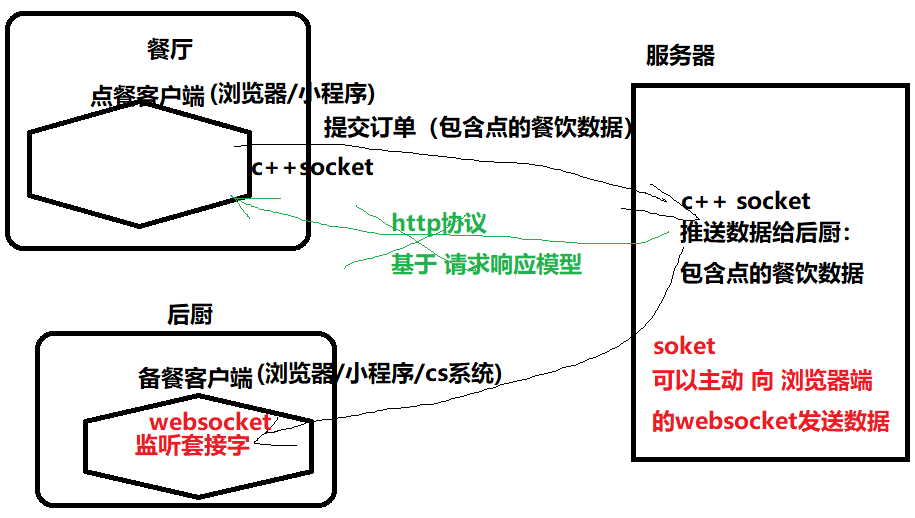 餐厅
服务器
点餐客户端(浏览器/小程序)
提交订单（包含点的餐饮数据）
c++socket
c++ socket
http协议
推送数据给后厨：
基于 请求响应模型
包含点的餐饮数据
后厨
soket
备餐客户端(浏览器/小程序/cs系统)
可以主动 向 浏览器端
websocket
的websocket发送数据
监听套接字